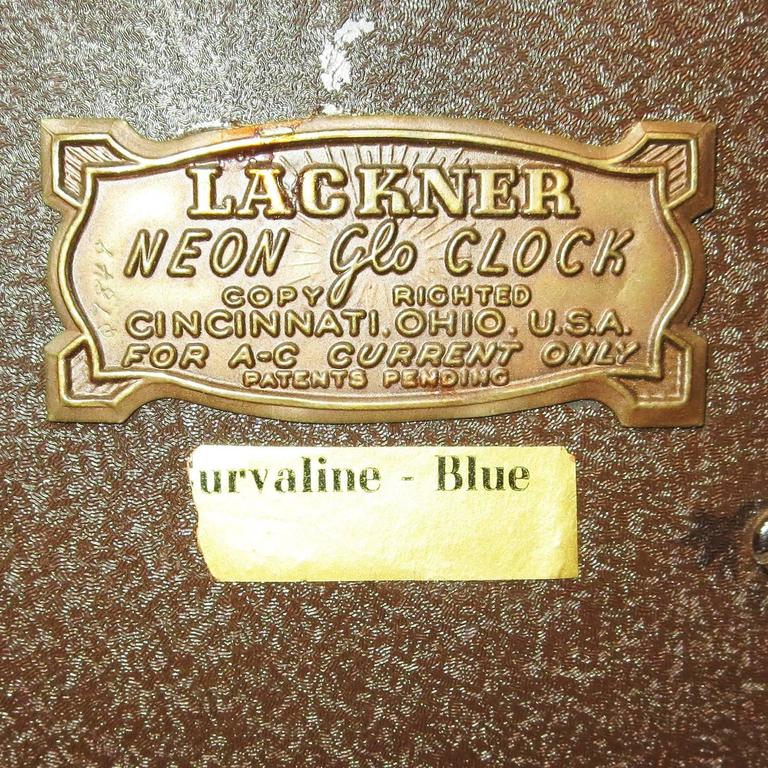 LACKNER
NEON Glo CLOCK
COPY RIGHTED
CINCINNATI, OHIO. U.S.A.
FOR A-C CURRENT ONLY
PATENTS PENDING
urvaline - Blue